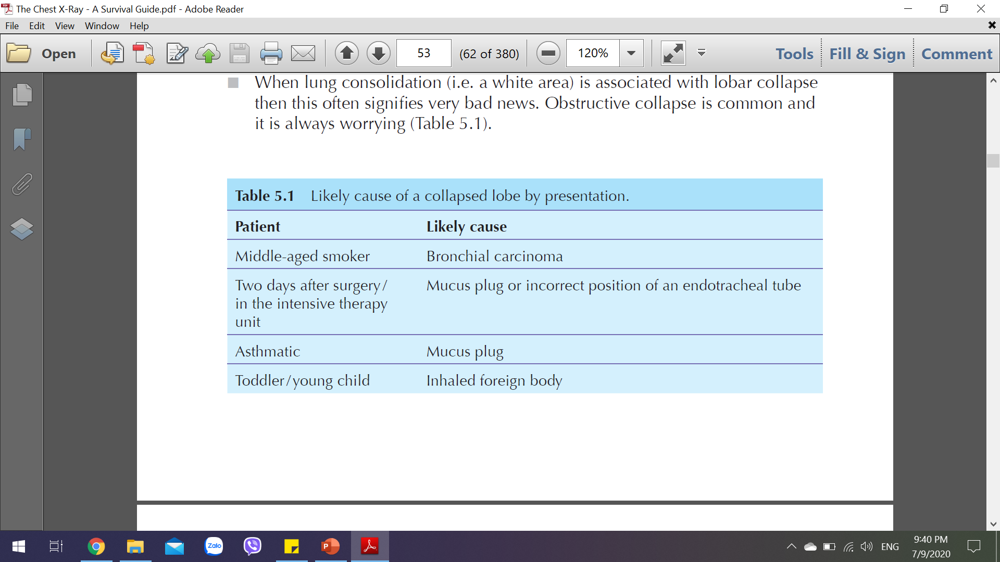 The Chest X-Ray - A Survival Guide.pdf - Adobe Reader
File Edit View Window Help
Open 53 (62 of 380) 120% Tools Fill & Sign Comment
When lung consolidation (i.e. a white area) is associated with lobar collapse
then this often signifies very bad news. Obstructive collapse is common and
it is always worrying (Table 5.1).
Table 5.1 Likely cause of a collapsed lobe by presentation.
Patient Likely cause
Middle-aged smoker Bronchial carcinoma
Two days after surgery/ Mucus plug or incorrect position of an endotracheal tube
in the intensive therapy
unit
Asthmatic Mucus plug
Toddler/young child Inhaled foreign body
Zalo
P
ENG
9:40 PM
7/9/2020